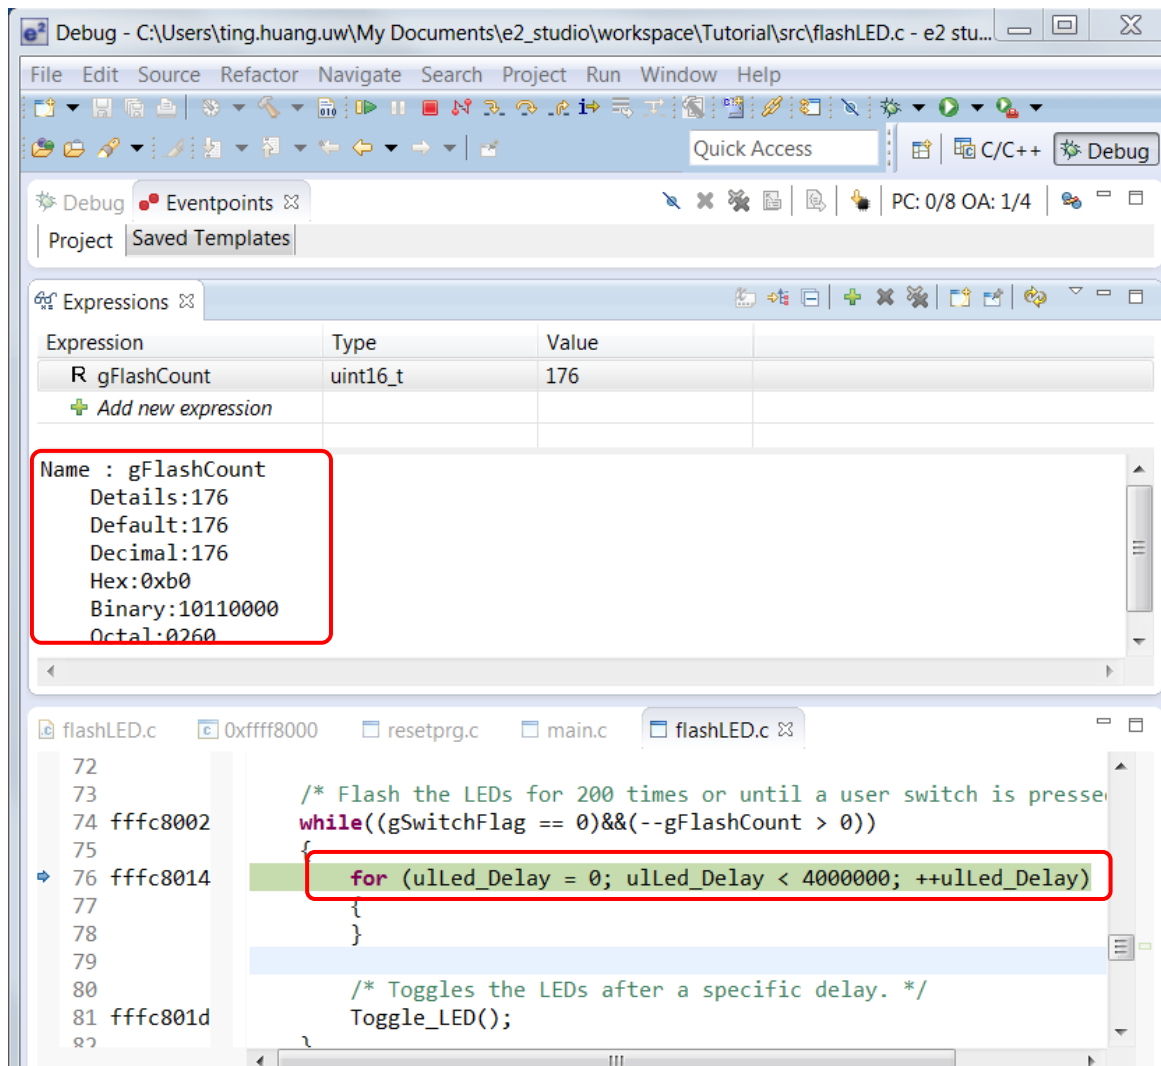 Debug - C:\Users\ting.huang.uw\My Documents\e2_studio\workspace\Tutorial\src\flashLED.c - e2 stu...
File Edit Source Refactor Navigate Search Project Run Window Help
Quick Access
C/C++
Debug
Debug
Eventpoints
PC: 0/8 OA: 1/4
Project
Saved Templates
Expressions
Expression Type Value
R gFlashCount uint16_t 176
Add new expression
Name : gFlashCount
Details:176
Default:176
Decimal:176
Hex:0xb0
Binary:10110000
Octal:0260
flashLED.c 0xffff8000 resetprg.c main.c flashLED.c
72
73 /* Flash the LEDs for 200 times or until a user switch is presse
74 fffc8002 while((gSwitchFlag == 0)&&(--gFlashCount > 0))
75 {
76 fffc8014 for (ulLed_Delay = 0; ulLed_Delay < 4000000; ++ulLed_Delay)
77 {
78 }
79
80 /* Toggles the LEDs after a specific delay. */
81 fffc801d Toggle_LED();
82 }